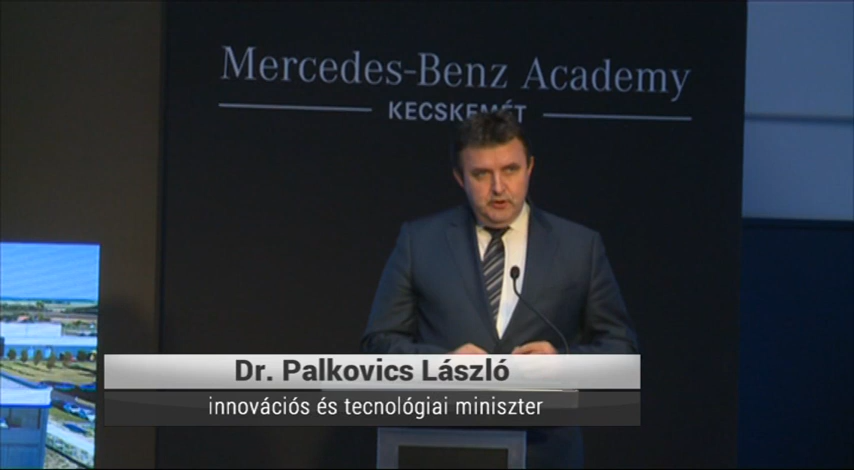 Mercedes-Benz Academy
KECSKEMÉT
Dr. Palkovics László
innovációs és tecnológiai miniszter